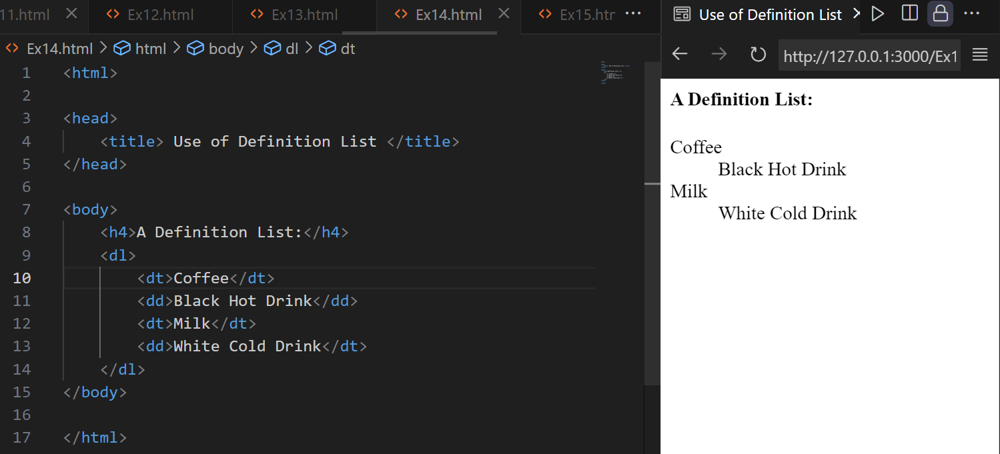 11.html Ex12.html Ex13.html Ex14.html Ex15.htr ...
Ex14.html > html > body > dl > dt
1 <html>
2
3 <head>
4 <title> Use of Definition List </title>
5 </head>
6
7 <body>
8 <h4>A Definition List:</h4>
9 <dl>
10 <dt>Coffee</dt>
11 <dd>Black Hot Drink</dd>
12 <dt>Milk</dt>
13 <dd>White Cold Drink</dt>
14 </dl>
15 </body>
16
17 </html>
Use of Definition List
http://127.0.0.1:3000/Ex1
A Definition List:
Coffee
Black Hot Drink
Milk
White Cold Drink